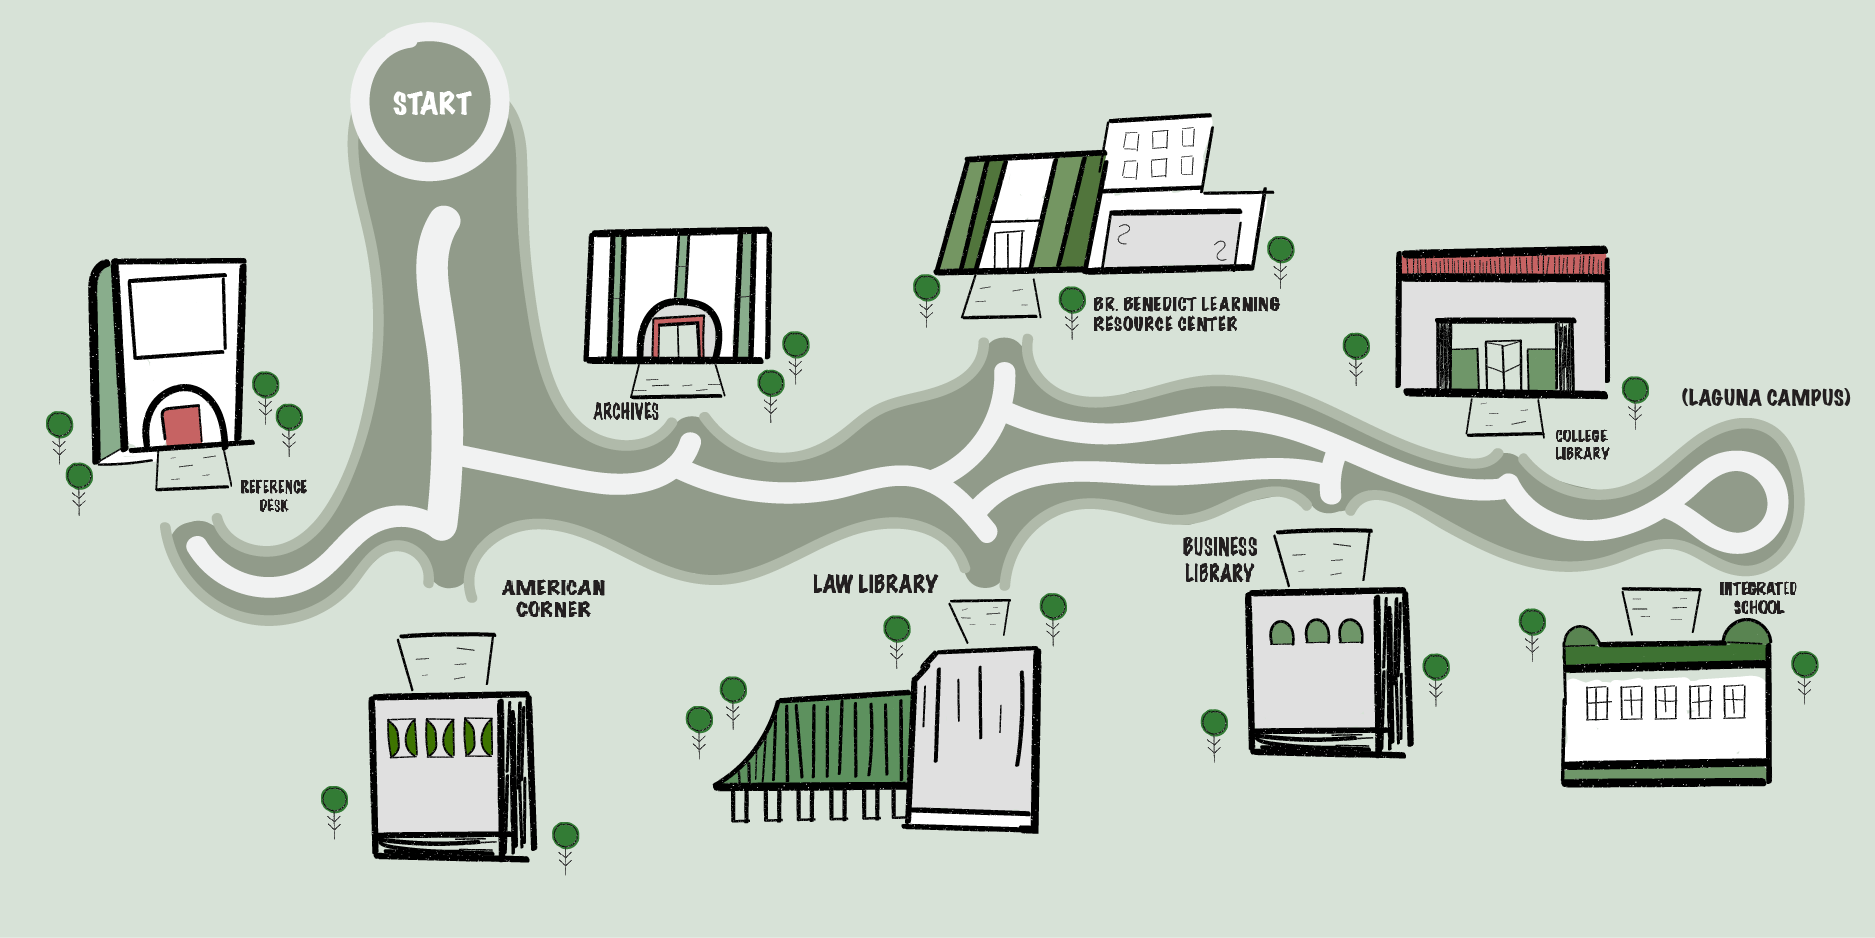 START
BR. BENEDICT LEARNING
RESOURCE CENTER
(LAGUNA CAMPUS)
ARCHIVES
COLLEGE
LIBRARY
REFERENCE
DESK
AMERICAN
CORNER
LAW LIBRARY
BUSINESS
LIBRARY
INTEGRATED
SCHOOL